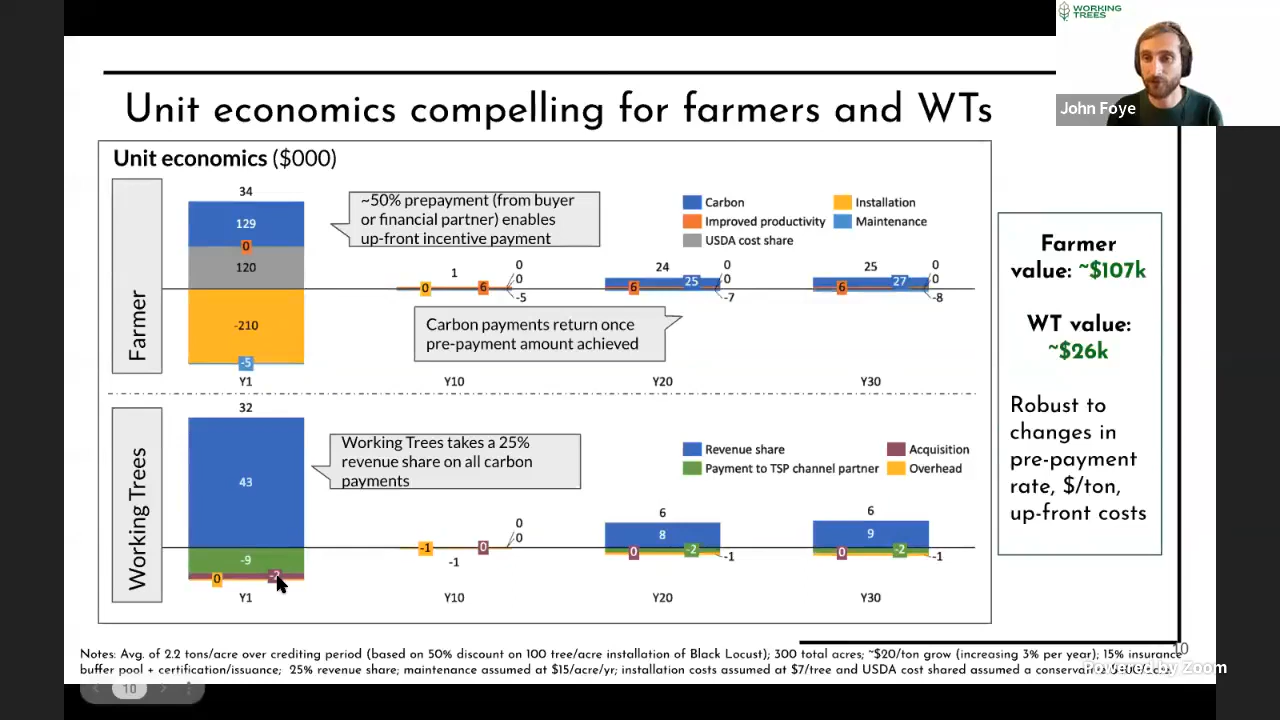 WORKING
TREES
John Foye
Unit economics compelling for farmers and WTs
Unit economics ($000)
Farmer
34
129
0
120
-210
-5
Y1
~50% prepayment (from buyer
or financial partner) enables
up-front incentive payment
Carbon
Improved productivity
USDA cost share
Installation
Maintenance
1
0
6
0
0
-5
Y10
24
6
25
0
0
-7
Y20
25
6
27
0
0
-8
Y30
Carbon payments return once
pre-payment amount achieved
Working Trees
32
43
-9
0
-2
Y1
Working Trees takes a 25%
revenue share on all carbon
payments
Revenue share
Payment to TSP channel partner
Acquisition
Overhead
-1
0
0
0
-1
Y10
6
8
0
-2
-1
Y20
6
9
0
-2
-1
Y30
Farmer
value: ~$107k
WT value:
~$26k
Robust to
changes in
pre-payment
rate, $/ton,
up-front costs
Notes: Avg. of 2.2 tons/acre over crediting period (based on 50% discount on 100 tree/acre installation of Black Locust); 300 total acres; ~$20/ton grow (increasing 3% per year); 15% insurance
buffer pool + certification/issuance; 25% revenue share; maintenance assumed at $15/acre/yr; installation costs assumed at $7/tree and USDA cost shared assumed a
10
Powered by Zoom
10